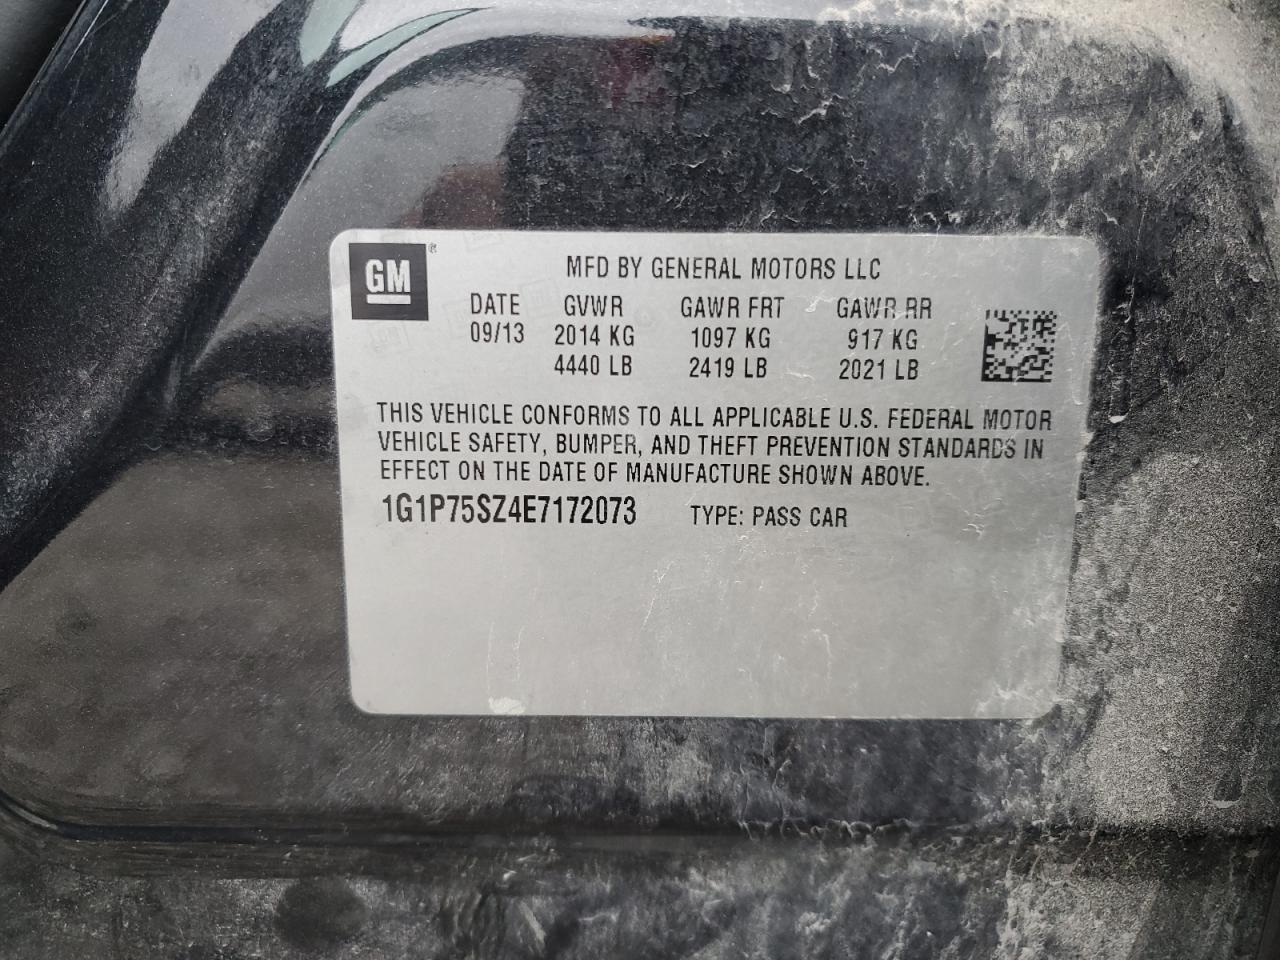 GM®
MFD BY GENERAL MOTORS LLC
DATE GVWR GAWR FRT GAWR RR
09/13 2014 KG 1097 KG 917 KG
4440 LB 2419 LB 2021 LB
THIS VEHICLE CONFORMS TO ALL APPLICABLE U.S. FEDERAL MOTOR
VEHICLE SAFETY, BUMPER, AND THEFT PREVENTION STANDARDS IN
EFFECT ON THE DATE OF MANUFACTURE SHOWN ABOVE.
1G1P75SZ4E7172073 TYPE: PASS CAR